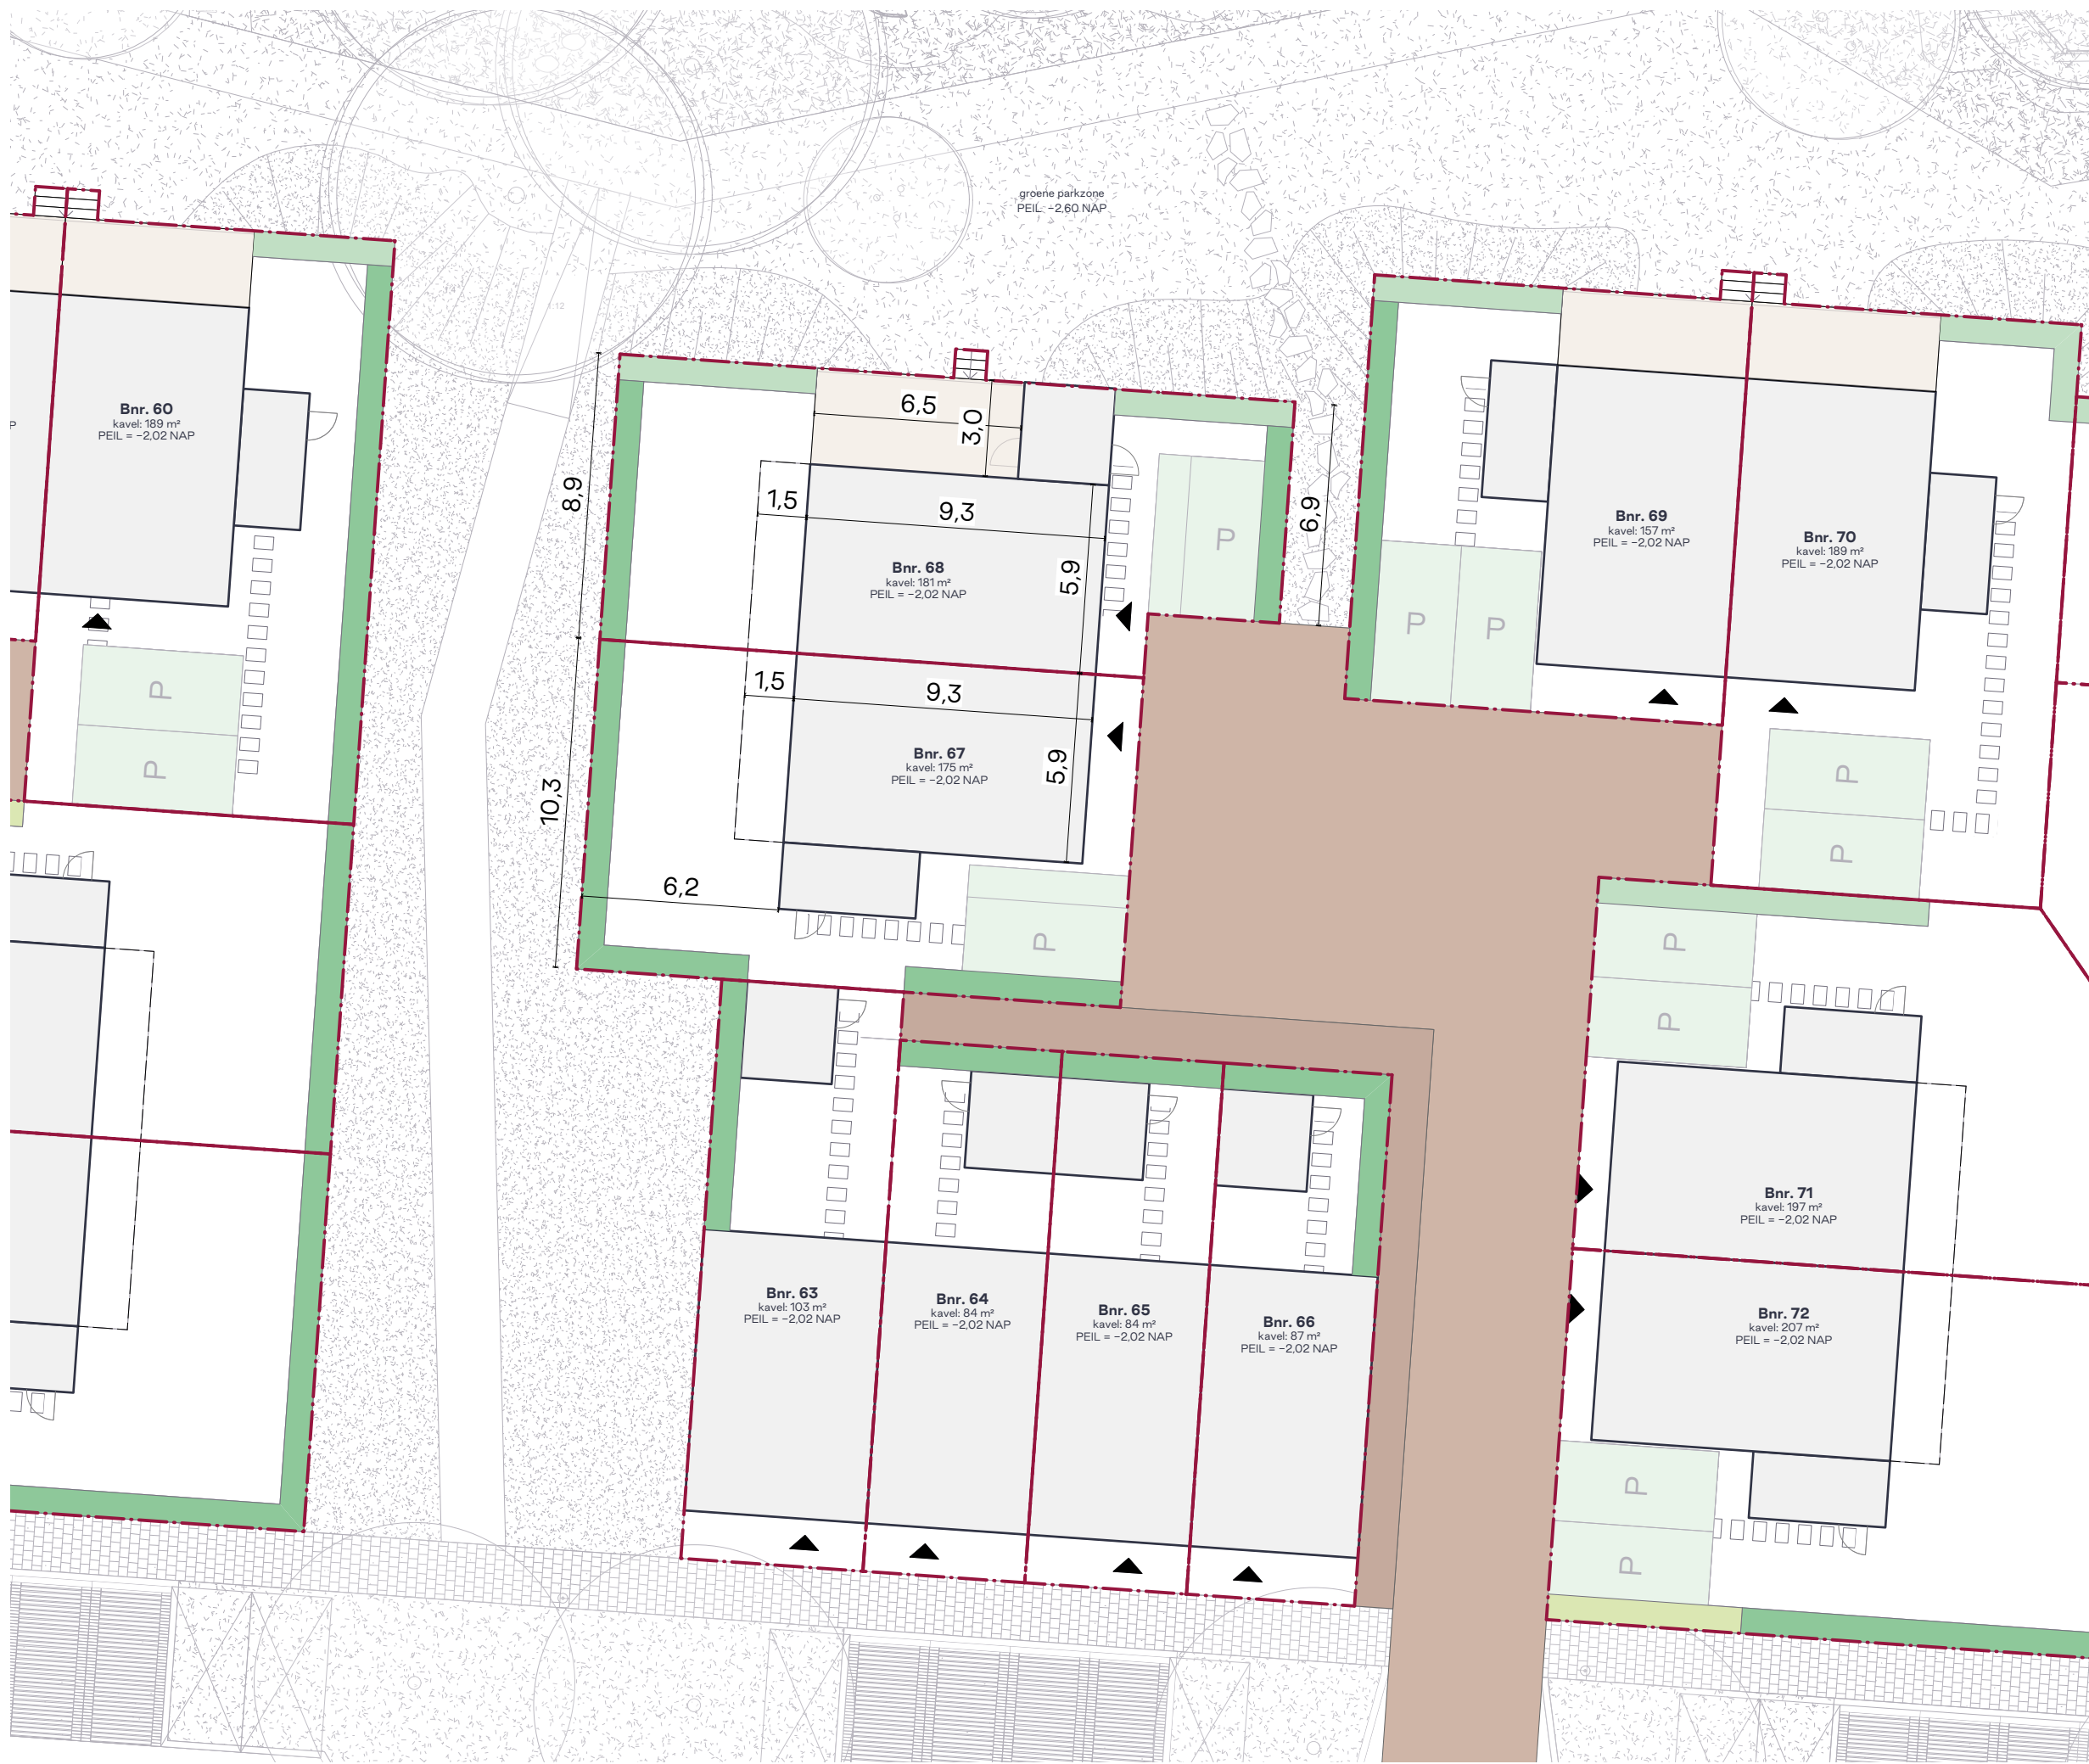 groene parkzone
PEIL -2,60 NAP
Bnr. 60
kavel: 189 m²
PEIL = -2,02 NAP
P
P
P
12
8,9
10,3
6,5
3,0
1,5
9,3
5,9
Bnr. 68
kavel: 181 m²
PEIL = -2,02 NAP
P
6,9
1,5
9,3
5,9
Bnr. 67
kavel: 175 m²
PEIL = -2,02 NAP
6,2
P
Bnr. 69
kavel: 157 m²
PEIL = -2,02 NAP
P
P
Bnr. 70
kavel: 189 m²
PEIL = -2,02 NAP
P
P
P
P
Bnr. 63
kavel: 103 m²
PEIL = -2,02 NAP
Bnr. 64
kavel: 84 m²
PEIL = -2,02 NAP
Bnr. 65
kavel: 84 m²
PEIL = -2,02 NAP
Bnr. 66
kavel: 87 m²
PEIL = -2,02 NAP
Bnr. 71
kavel: 197 m²
PEIL = -2,02 NAP
Bnr. 72
kavel: 207 m²
PEIL = -2,02 NAP
P
P